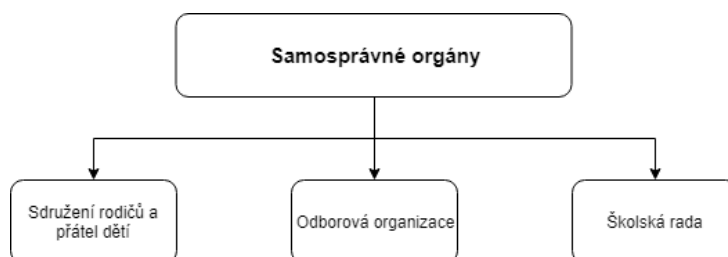 Samosprávné orgány
Sdružení rodičů a
přátel dětí
Odborová organizace
Školská rada